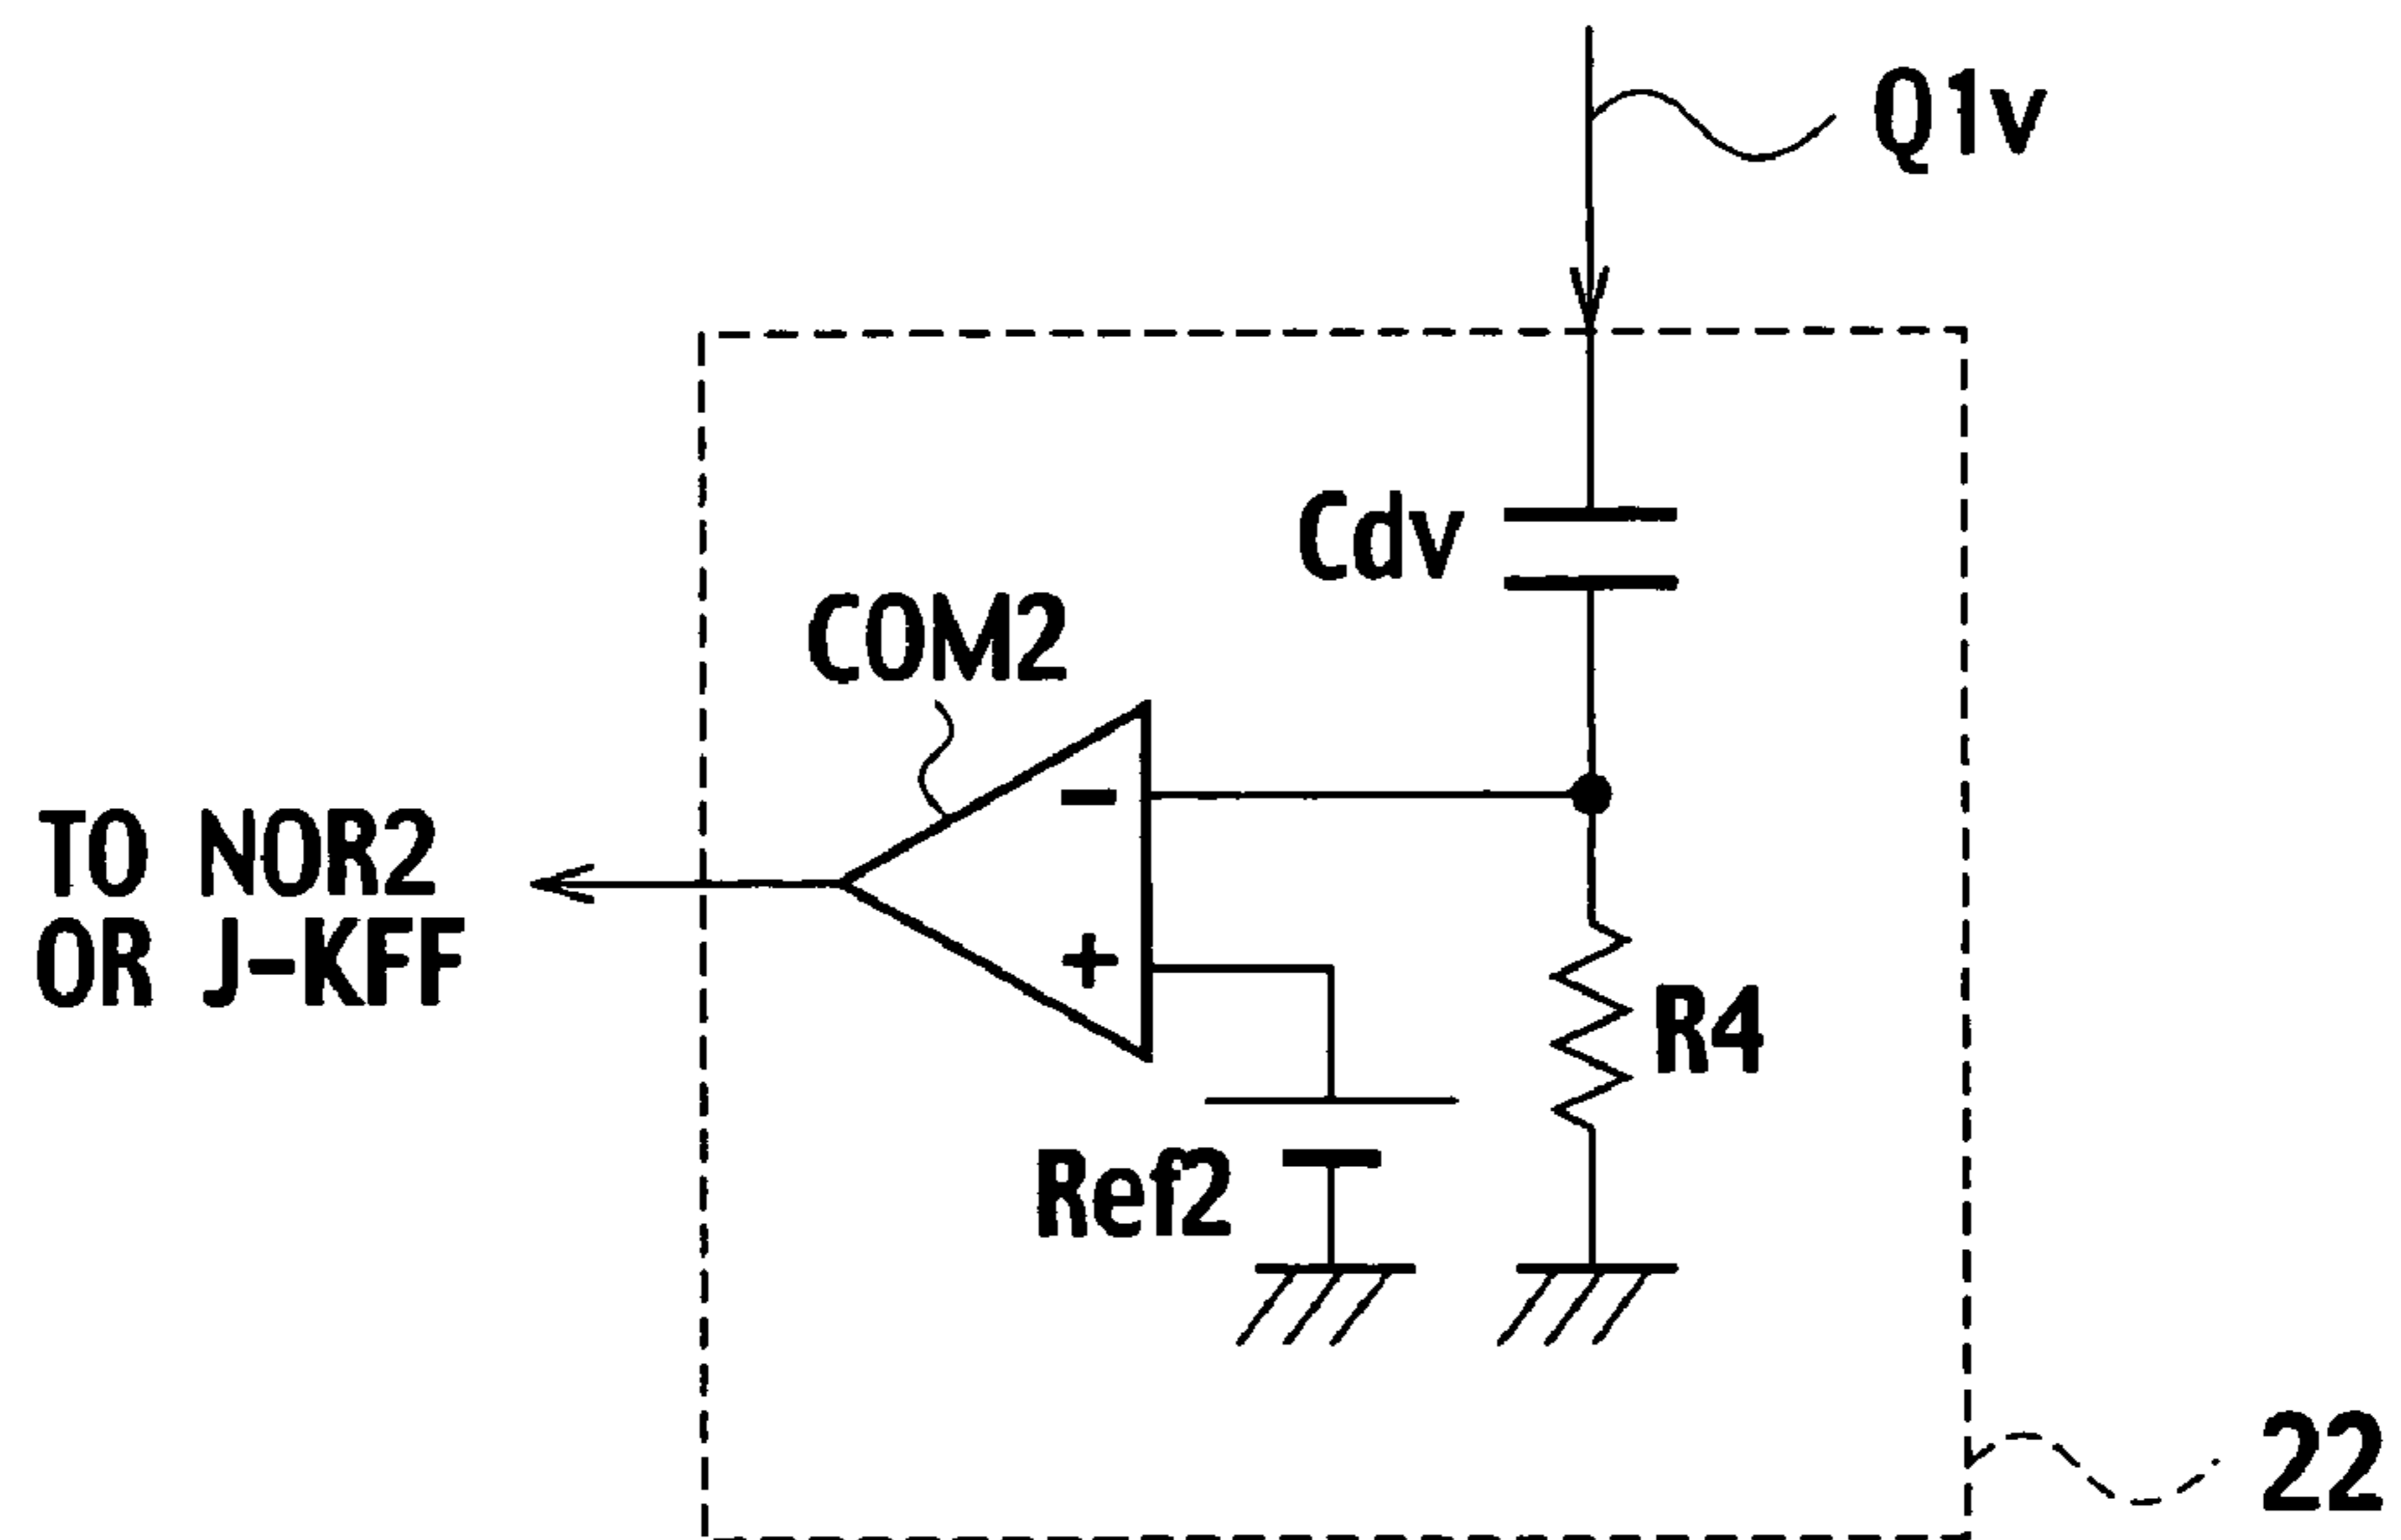 Q1v
Cdv
COM2
−
TO NOR2
OR J-KFF
+
R4
Ref2
22